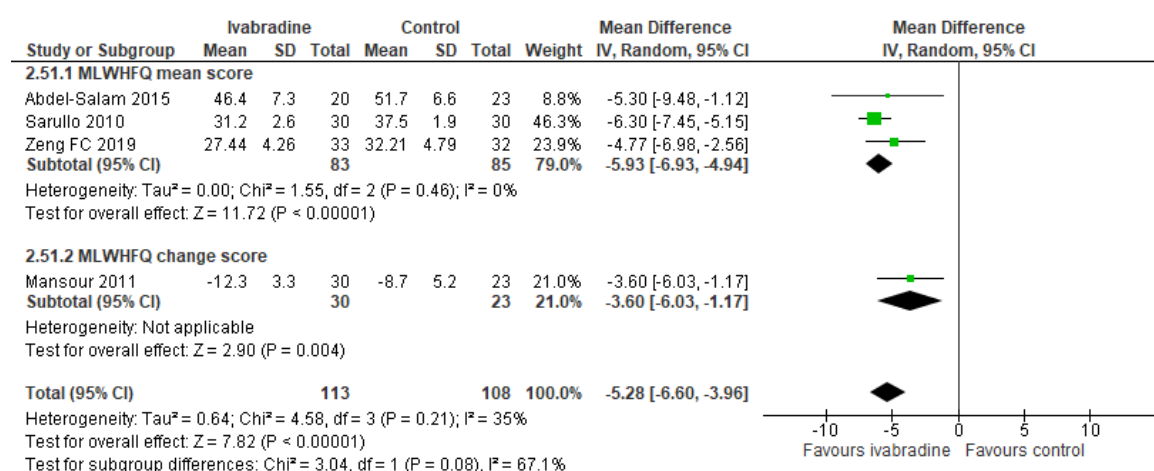 Ivabradine Control Mean Difference Mean Difference
Study or Subgroup Mean SD Total Mean SD Total Weight IV, Random, 95% CI IV, Random, 95% CI
2.51.1 MLWHFQ mean score
Abdel-Salam 2015 46.4 7.3 20 51.7 6.6 23 8.8% -5.30 [-9.48, -1.12]
Sarullo 2010 31.2 2.6 30 37.5 1.9 30 46.3% -6.30 [-7.45, -5.15]
Zeng FC 2019 27.44 4.26 33 32.21 4.79 32 23.9% -4.77 [-6.98, -2.56]
Subtotal (95% CI) 83 85 79.0% -5.93 [-6.93, -4.94]
Heterogeneity: Tau² = 0.00; Chi² = 1.55, df = 2 (P = 0.46); I² = 0%
Test for overall effect: Z = 11.72 (P < 0.00001)
2.51.2 MLWHFQ change score
Mansour 2011 -12.3 3.3 30 -8.7 5.2 23 21.0% -3.60 [-6.03, -1.17]
Subtotal (95% CI) 30 23 21.0% -3.60 [-6.03, -1.17]
Heterogeneity: Not applicable
Test for overall effect: Z = 2.90 (P = 0.004)
Total (95% CI) 113 108 100.0% -5.28 [-6.60, -3.96]
Heterogeneity: Tau² = 0.64; Chi² = 4.58, df = 3 (P = 0.21); I² = 35%
Test for overall effect: Z = 7.82 (P < 0.00001)
Test for subgroup differences: Chi² = 3.04, df = 1 (P = 0.08), I² = 67.1%
-10 -5 0 5 10
Favours ivabradine Favours control